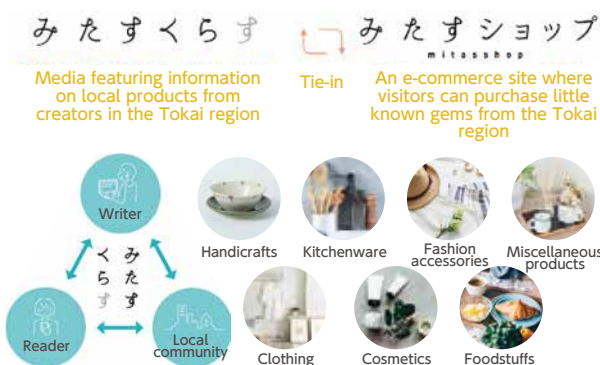 みたすくらす
みたすショップ
mitasshop
Media featuring information
on local products from
creators in the Tokai region
Tie-in
An e-commerce site where
visitors can purchase little
known gems from the Tokai
region
Writer
みたす
くらす
Reader
Local
community
Handicrafts
Kitchenware
Fashion
accessories
Miscellaneous
products
Clothing
Cosmetics
Foodstuffs